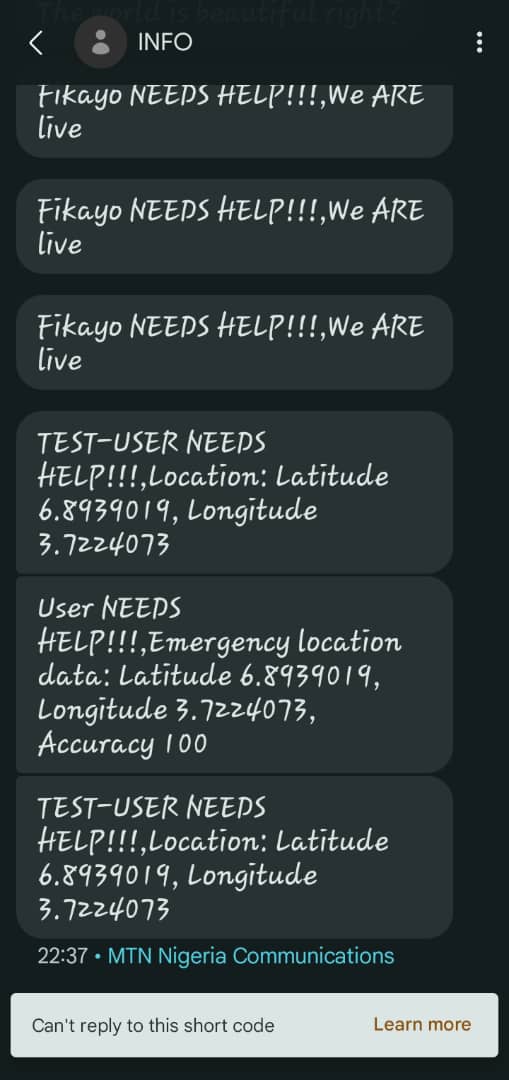 The world is beautiful right?
INFO
Fikayo NEEDS HELP!!!,We ARE
live
Fikayo NEEDS HELP!!!,We ARE
live
Fikayo NEEDS HELP!!!,We ARE
live
TEST-USER NEEDS
HELP!!!,Location: Latitude
6.8939019, Longitude
3.7224073
User NEEDS
HELP!!!,Emergency location
data: Latitude 6.8939019,
Longitude 3.7224073,
Accuracy 100
TEST-USER NEEDS
HELP!!!,Location: Latitude
6.8939019, Longitude
3.7224073
22:37 • MTN Nigeria Communications
Can't reply to this short code Learn more